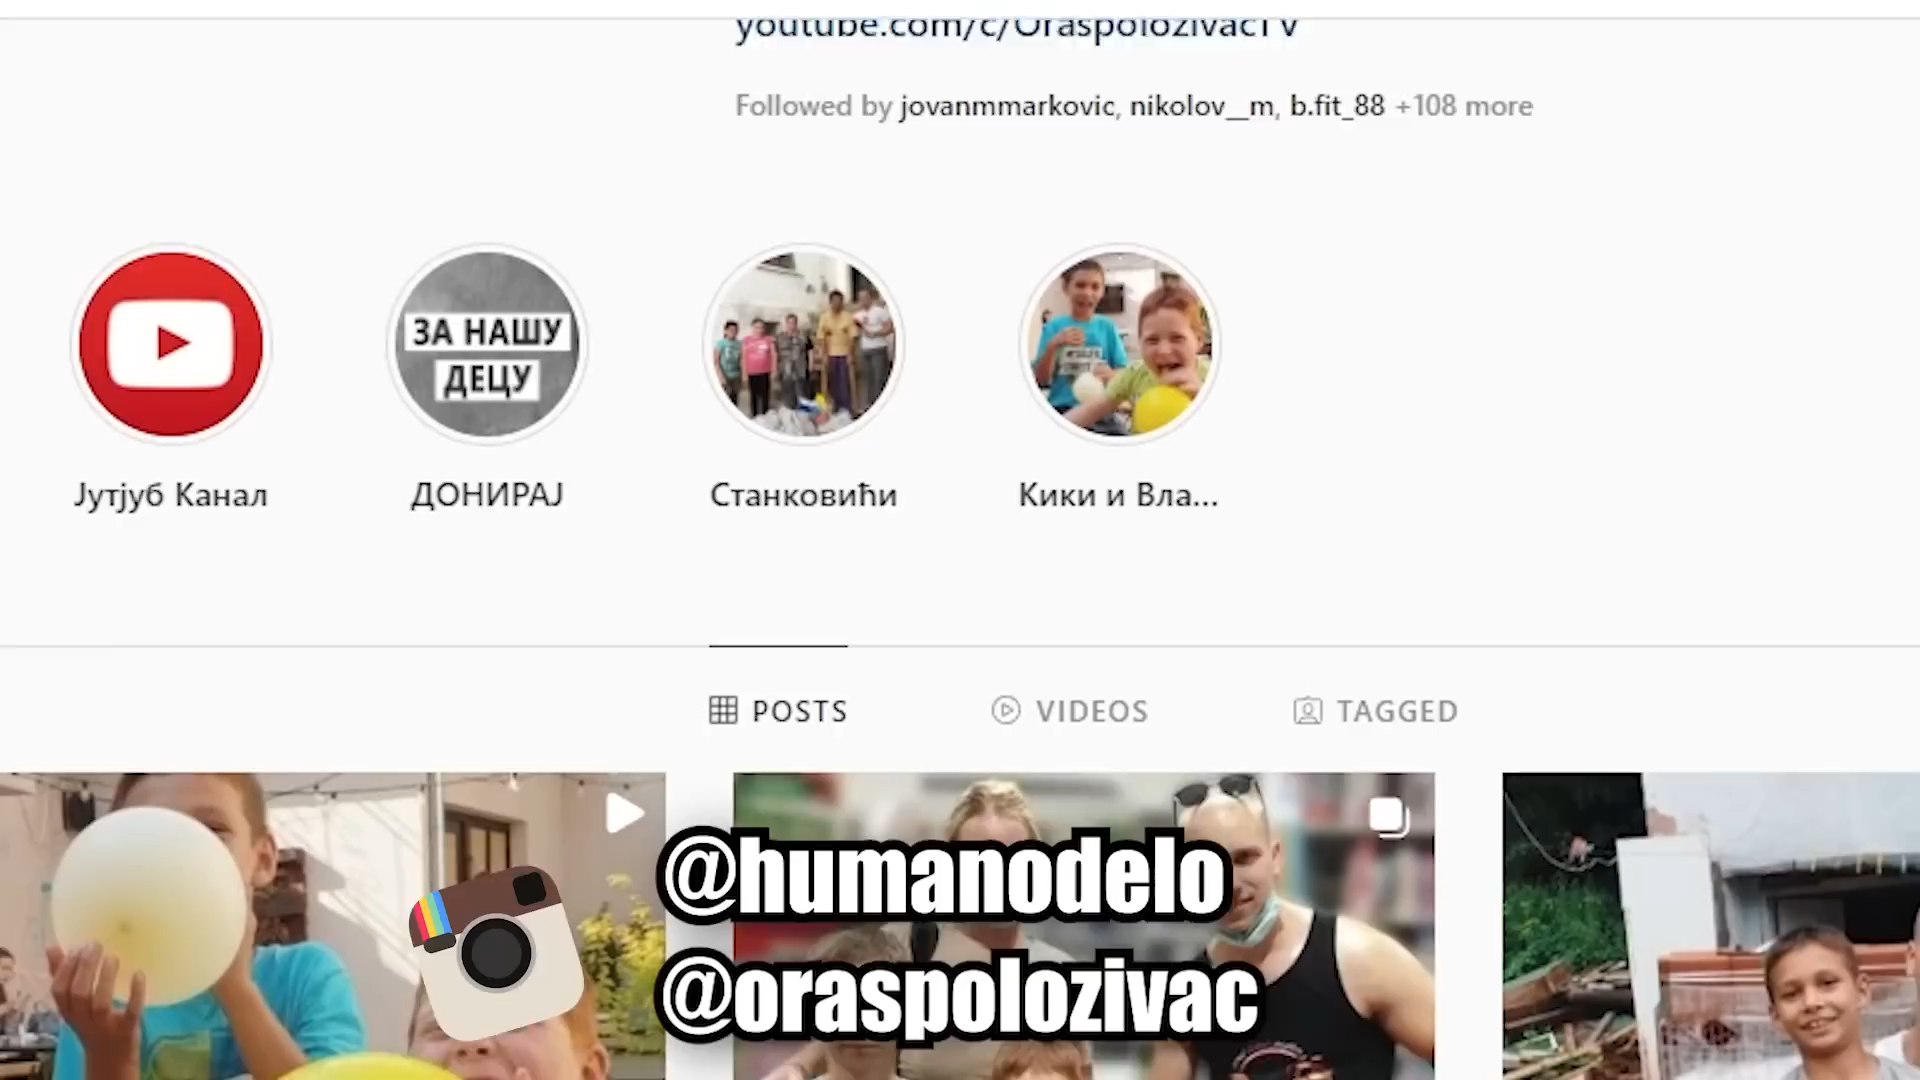 youtube.com/c/OraspolozivacTV
Followed by jovanmmarkovic, nikolov__m, b.fit_88 +108 more
ЗА НАШУ
ДЕЦУ
Јутјуб Канал
ДОНИРАЈ
Станковићи
Кики и Вла...
POSTS
VIDEOS
TAGGED
@humanodelo
@oraspolozivac